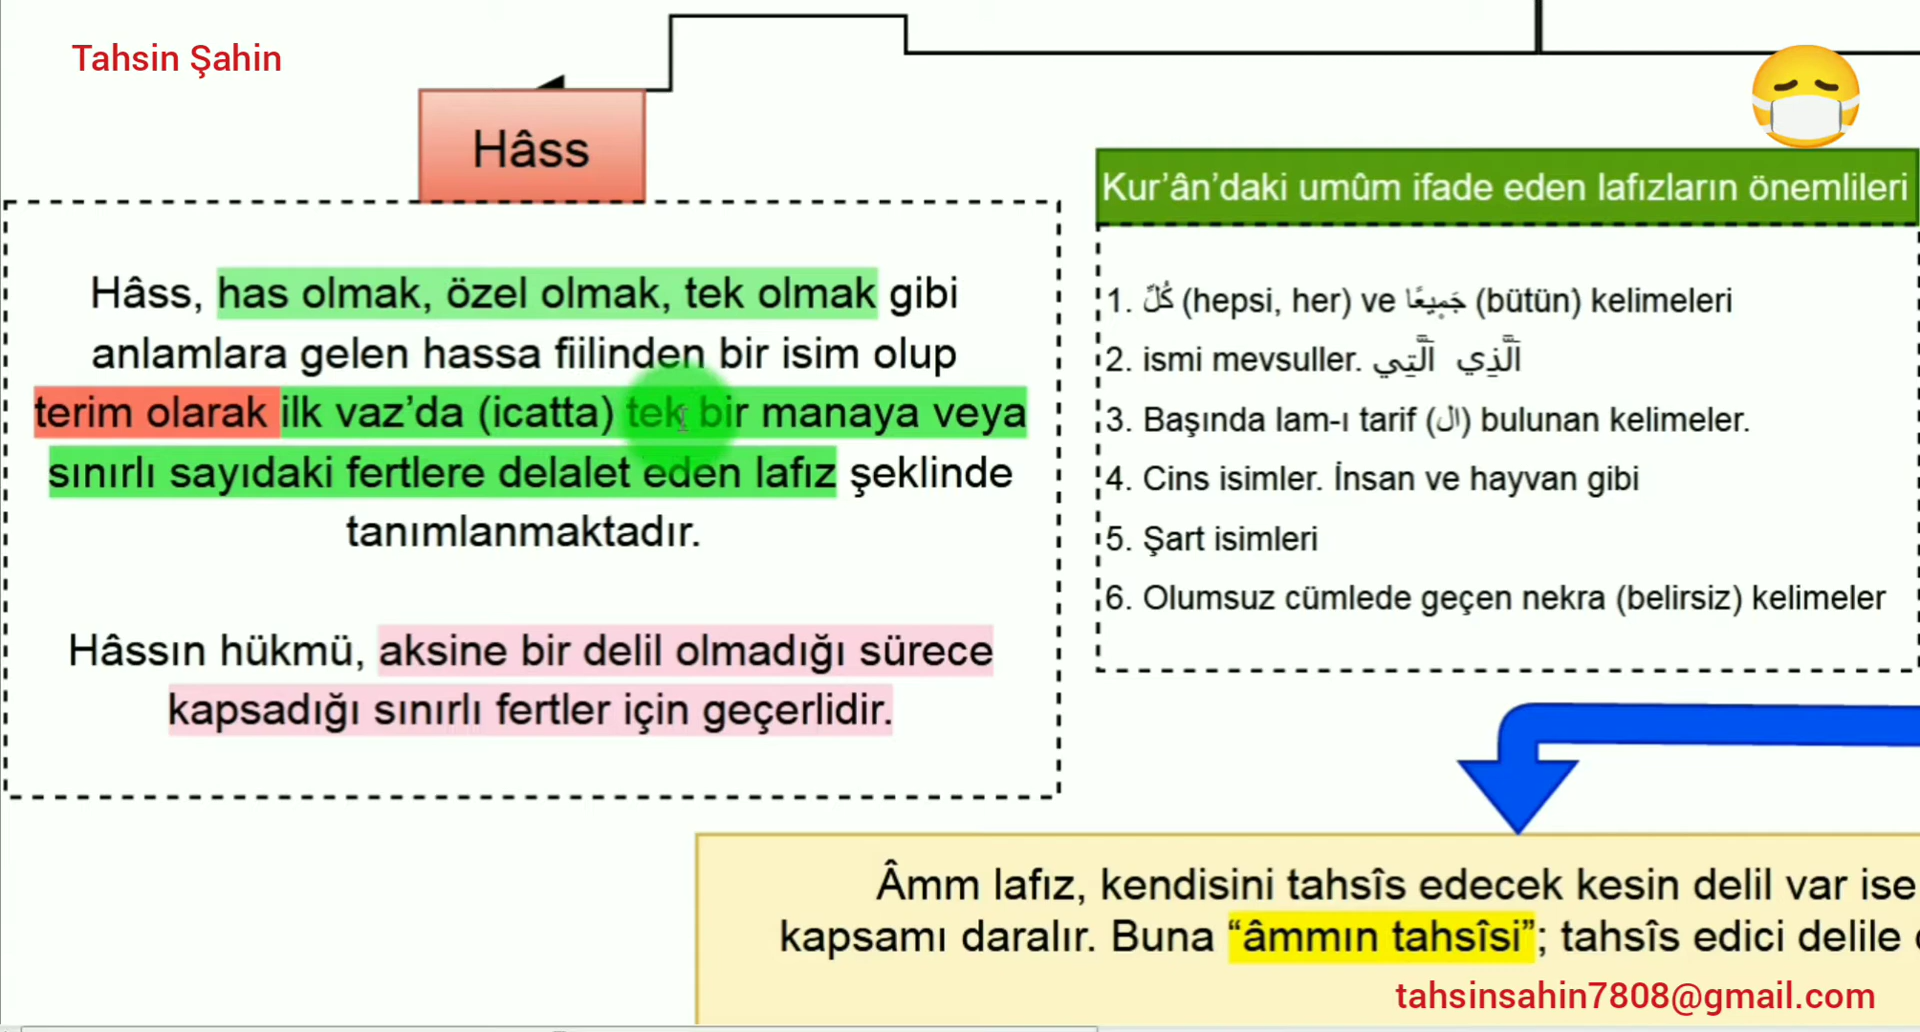 Tahsin Şahin
Hâss
Hâss, has olmak, özel olmak, tek olmak gibi
anlamlara gelen hassa fiilinden bir isim olup
terim olarak ilk vaz’da (icatta) tek bir manaya veya
sınırlı sayıdaki fertlere delalet eden lafız şeklinde
tanımlanmaktadır.
Hâssın hükmü, aksine bir delil olmadığı sürece
kapsadığı sınırlı fertler için geçerlidir.
Kur’ân’daki umûm ifade eden lafızların önemlileri
1. كُلِّ (hepsi, her) ve جَمِيعًا (bütün) kelimeleri
2. ismi mevsuller. اَلَّذِي اَلَّتِي
3. Başında lam-ı tarif (ال) bulunan kelimeler.
4. Cins isimler. İnsan ve hayvan gibi
5. Şart isimleri
6. Olumsuz cümlede geçen nekra (belirsiz) kelimeler
Âmm lafız, kendisini tahsîs edecek kesin delil var ise
kapsamı daralır. Buna “âmmın tahsîsi”; tahsîs edici delile
tahsinsahin7808@gmail.com